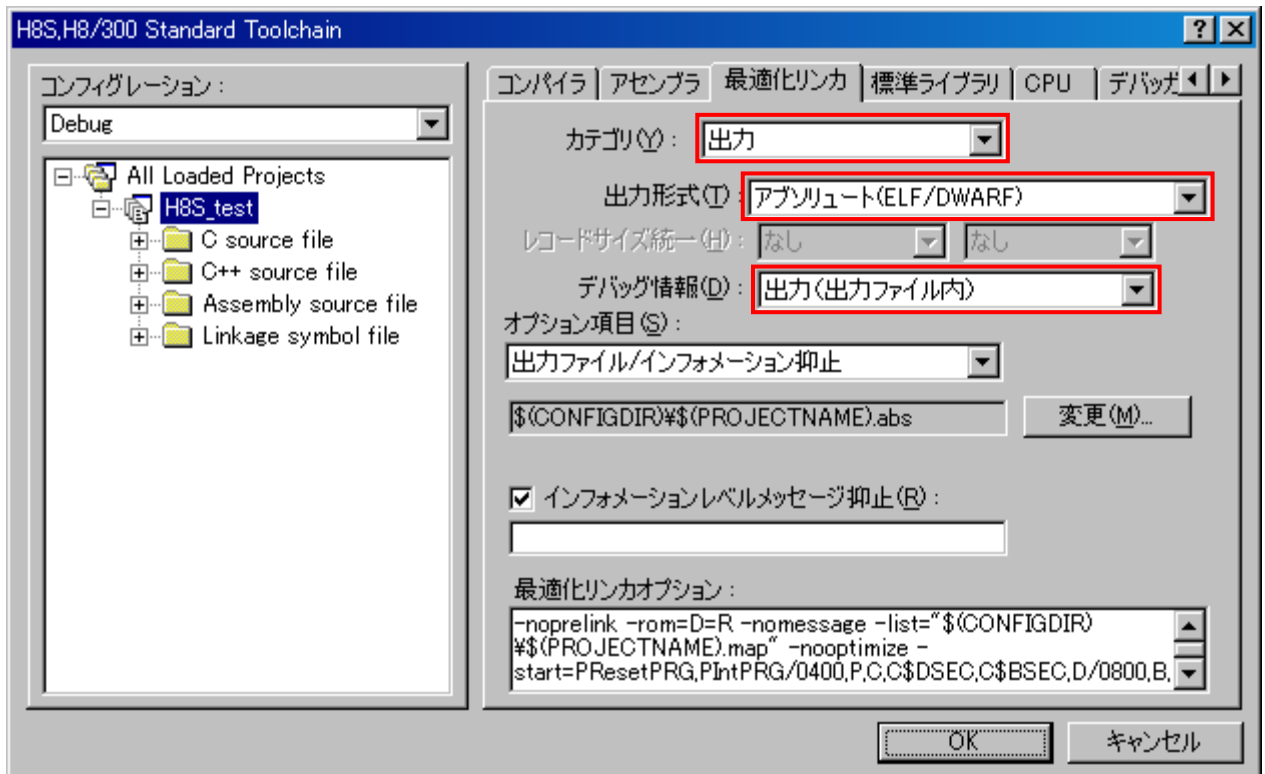 H8S,H8/300 Standard Toolchain
コンフィグレーション :
Debug
All Loaded Projects
H8S_test
C source file
C++ source file
Assembly source file
Linkage symbol file
コンパイラ アセンブラ 最適化リンカ 標準ライブラリ CPU デバッガ
カテゴリ(Y) : 出力
出力形式(T) : アブソリュート(ELF/DWARF)
レコードサイズ統一(H) : なし なし
デバッグ情報(D) : 出力(出力ファイル内)
オプション項目(S) :
出力ファイル/インフォメーション抑止
$(CONFIGDIR)¥$(PROJECTNAME).abs 変更(M)...
インフォメーションレベルメッセージ抑止(R) :
最適化リンカオプション :
-noprelink -rom=D=R -nomessage -list="$(CONFIGDIR)
¥$(PROJECTNAME).map" -nooptimize -
start=PResetPRG,PIntPRG/0400,P,C,C$DSEC,C$BSEC,D/0800,B,
OK キャンセル